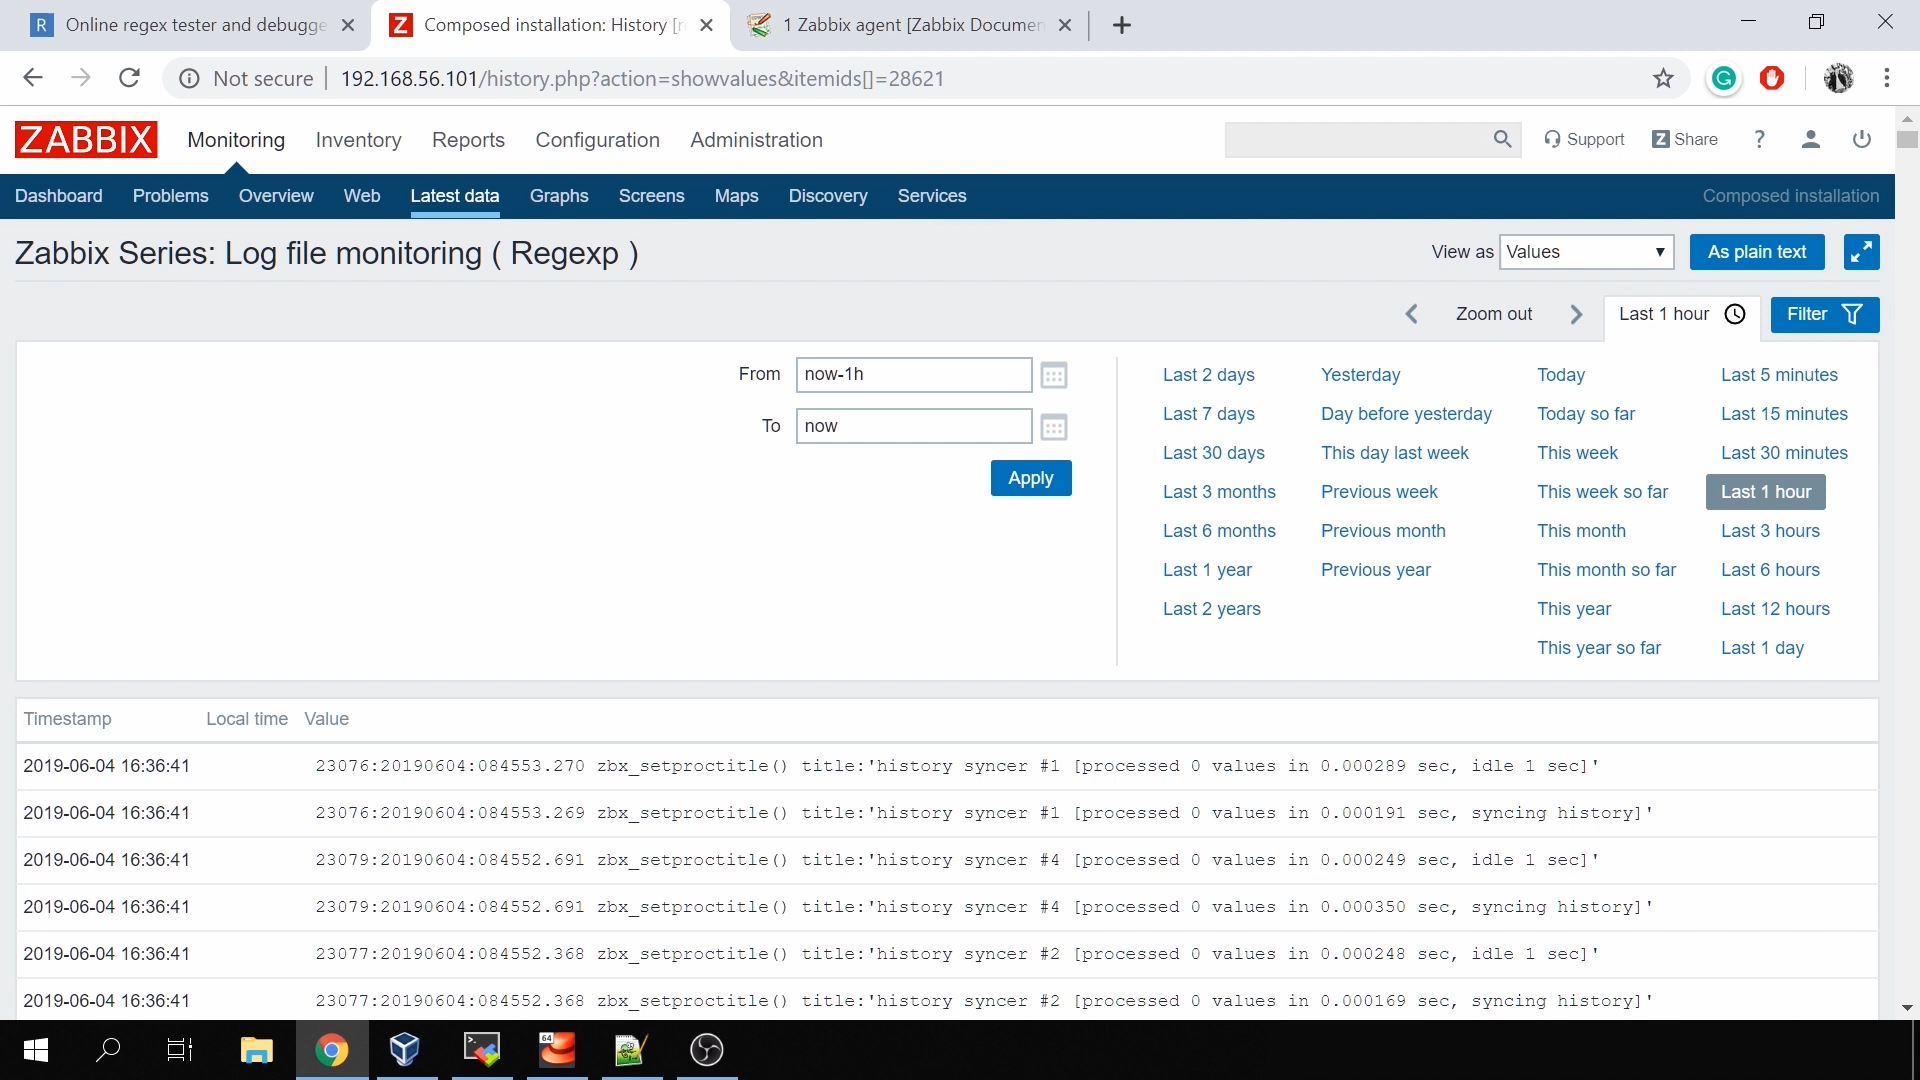 Online regex tester and debugge
Composed installation: History [r
1 Zabbix agent [Zabbix Documen
Not secure
192.168.56.101/history.php?action=showvalues&itemids[]=28621
ZABBIX
Monitoring Inventory Reports Configuration Administration
Support Share ?
Dashboard Problems Overview Web Latest data Graphs Screens Maps Discovery Services
Composed installation
Zabbix Series: Log file monitoring ( Regexp )
View as Values As plain text
Zoom out Last 1 hour Filter
From now-1h
To now
Apply
Last 2 days Yesterday Today Last 5 minutes
Last 7 days Day before yesterday Today so far Last 15 minutes
Last 30 days This day last week This week Last 30 minutes
Last 3 months Previous week This week so far Last 1 hour
Last 6 months Previous month This month Last 3 hours
Last 1 year Previous year This month so far Last 6 hours
Last 2 years This year Last 12 hours
This year so far Last 1 day
Timestamp Local time Value
2019-06-04 16:36:41 23076:20190604:084553.270 zbx_setproctitle() title:'history syncer #1 [processed 0 values in 0.000289 sec, idle 1 sec]'
2019-06-04 16:36:41 23076:20190604:084553.269 zbx_setproctitle() title:'history syncer #1 [processed 0 values in 0.000191 sec, syncing history]'
2019-06-04 16:36:41 23079:20190604:084552.691 zbx_setproctitle() title:'history syncer #4 [processed 0 values in 0.000249 sec, idle 1 sec]'
2019-06-04 16:36:41 23079:20190604:084552.691 zbx_setproctitle() title:'history syncer #4 [processed 0 values in 0.000350 sec, syncing history]'
2019-06-04 16:36:41 23077:20190604:084552.368 zbx_setproctitle() title:'history syncer #2 [processed 0 values in 0.000248 sec, idle 1 sec]'
2019-06-04 16:36:41 23077:20190604:084552.368 zbx_setproctitle() title:'history syncer #2 [processed 0 values in 0.000169 sec, syncing history]'
64